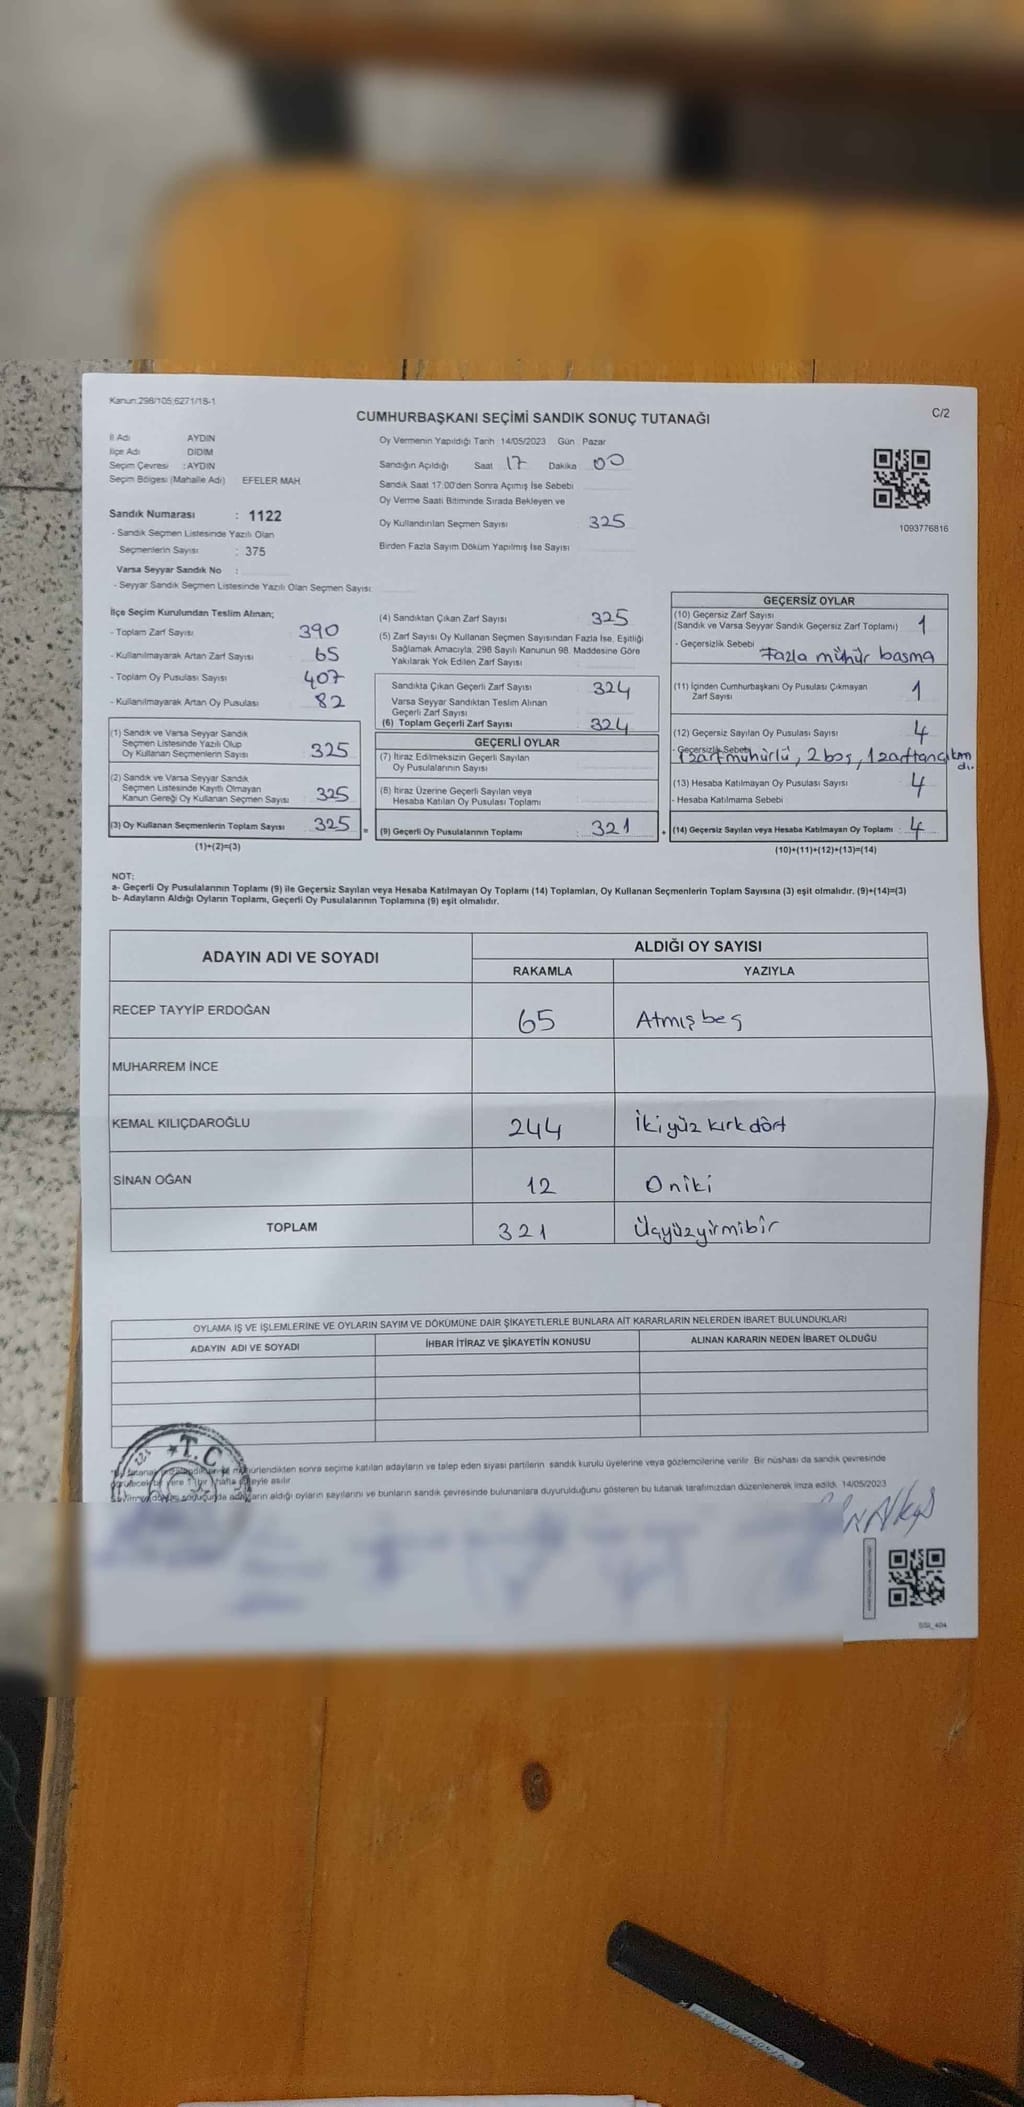 Kanun:298/105;6271/18-1
C/2
CUMHURBAŞKANI SEÇİMİ SANDIK SONUÇ TUTANAĞI
İl Adı AYDIN
İlçe Adı DİDİM
Seçim Çevresi : AYDIN
Seçim Bölgesi (Mahalle Adı) EFELER MAH.
Oy Vermenin Yapıldığı Tarih 14/05/2023 Gün Pazar
Sandığın Açıldığı Saat 17 Dakika 00
Sandık Saat 17:00'den Sonra Açımış İse Sebebi
Oy Verme Saati Bitiminde Sırada Bekleyen ve
Oy Kullandırılan Seçmen Sayısı 325
Birden Fazla Sayım Döküm Yapılmış İse Sayısı
1093776816
Sandık Numarası : 1122
- Sandık Seçmen Listesinde Yazılı Olan
Seçmenlerin Sayısı : 375
Varsa Seyyar Sandık No :
- Seyyar Sandık Seçmen Listesinde Yazılı Olan Seçmen Sayısı:
İlçe Seçim Kurulundan Teslim Alınan;
- Toplam Zarf Sayısı 390
- Kullanılmayarak Artan Zarf Sayısı 65
- Toplam Oy Pusulası Sayısı 407
- Kullanılmayarak Artan Oy Pusulası 82
(1) Sandık ve Varsa Seyyar Sandık
Seçmen Listesinde Yazılı Olup
Oy Kullanan Seçmenlerin Sayısı 325
(2) Sandık ve Varsa Seyyar Sandık
Seçmen Listesinde Kayıtlı Olmayan
Kanun Gereği Oy Kullanan Seçmen Sayısı 325
(3) Oy Kullanan Seçmenlerin Toplam Sayısı 325 =
(1)+(2)=(3)
(4) Sandıktan Çıkan Zarf Sayısı 325
(5) Zarf Sayısı Oy Kullanan Seçmen Sayısından Fazla İse, Eşitliği
Sağlamak Amacıyla, 298 Sayılı Kanunun 98. Maddesine Göre
Yakılarak Yok Edilen Zarf Sayısı
Sandıkta Çıkan Geçerli Zarf Sayısı 324
Varsa Seyyar Sandıktan Teslim Alınan
Geçerli Zarf Sayısı
(6) Toplam Geçerli Zarf Sayısı 324
GEÇERLİ OYLAR
(7) İtiraz Edilmeksizin Geçerli Sayılan
Oy Pusulalarının Sayısı
(8) İtiraz Üzerine Geçerli Sayılan veya
Hesaba Katılan Oy Pusulası Toplamı
(9) Geçerli Oy Pusulalarının Toplamı : 321 +
GEÇERSİZ OYLAR
(10) Geçersiz Zarf Sayısı
(Sandık ve Varsa Seyyar Sandık Geçersiz Zarf Toplamı) 1
- Geçersizlik Sebebi Fazla mühür basma
(11) İçinden Cumhurbaşkanı Oy Pusulası Çıkmayan
Zarf Sayısı 1
(12) Geçersiz Sayılan Oy Pusulası Sayısı 4
- Geçersizlik Sebebi 1 zarf mühürlü, 2 boş, 1 zarftan çıkm
dı.
(13) Hesaba Katılmayan Oy Pusulası Sayısı 4
- Hesaba Katılmama Sebebi
(14) Geçersiz Sayılan veya Hesaba Katılmayan Oy Toplamı : 4
(10)+(11)+(12)+(13)=(14)
NOT:
a- Geçerli Oy Pusulalarının Toplamı (9) ile Geçersiz Sayılan veya Hesaba Katılmayan Oy Toplamı (14) Toplamları, Oy Kullanan Seçmenlerin Toplam Sayısına (3) eşit olmalıdır. (9)+(14)=(3)
b- Adayların Aldığı Oyların Toplamı, Geçerli Oy Pusulalarının Toplamına (9) eşit olmalıdır.
ADAYIN ADI VE SOYADI
ALDIĞI OY SAYISI
RAKAMLA YAZIYLA
RECEP TAYYİP ERDOĞAN 65 Atmışbeş
MUHARREM İNCE
KEMAL KILIÇDAROĞLU 244 İkiyüz kırk dört
SİNAN OĞAN 12 Oniki
TOPLAM 321 Üçyüzyirmibir
OYLAMA İŞ VE İŞLEMLERİNE VE OYLARIN SAYIM VE DÖKÜMÜNE DAİR ŞİKAYETLERLE BUNLARA AİT KARARLARIN NELERDEN İBARET BULUNDUKLARI
ADAYIN ADI VE SOYADI İHBAR İTİRAZ VE ŞİKAYETİN KONUSU ALINAN KARARIN NEDEN İBARET OLDUĞU
T.C
mühürlendikten sonra seçime katılan adayların ve talep eden siyasi partilerin sandık kurulu üyelerine veya gözlemcilerine verilir. Bir nüshası da sandık çevresinde
asılır.
aldığı oyların sayılarını ve bunların sandık çevresinde bulunanlara duyurulduğunu gösteren bu tutanak tarafımızdan düzenlenerek imza edildi. 14/05/2023